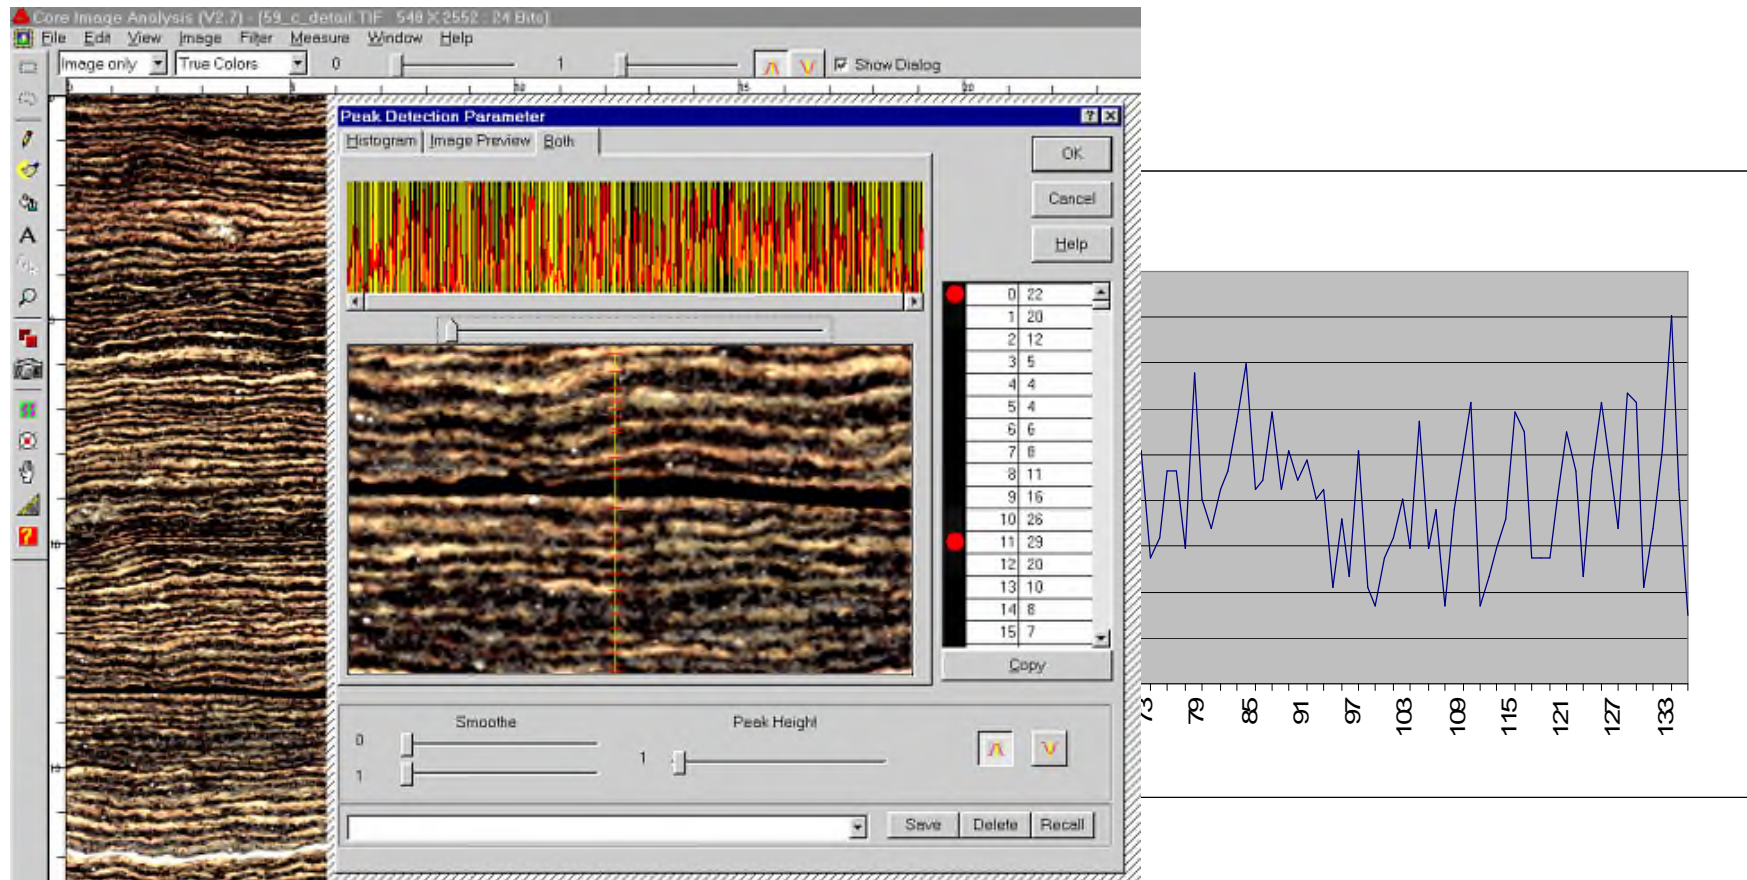 Core Image Analysis (V2.7) - (59_c_detail.TIF 548 X 2552 : 24 Bits)
File Edit View Image Filter Measure Window Help
Image only True Colors 0 1 Show Dialog
Peak Detection Parameter
Histogram Image Preview Both
OK
Cancel
Help
0 22
1 20
2 12
3 5
4 4
5 4
6 6
7 8
8 11
9 16
10 26
11 29
12 20
13 10
14 8
15 7
Copy
Smoothe Peak Height
0
1
1
Save Delete Recall
A
73 79 85 91 97 103 109 115 121 127 133